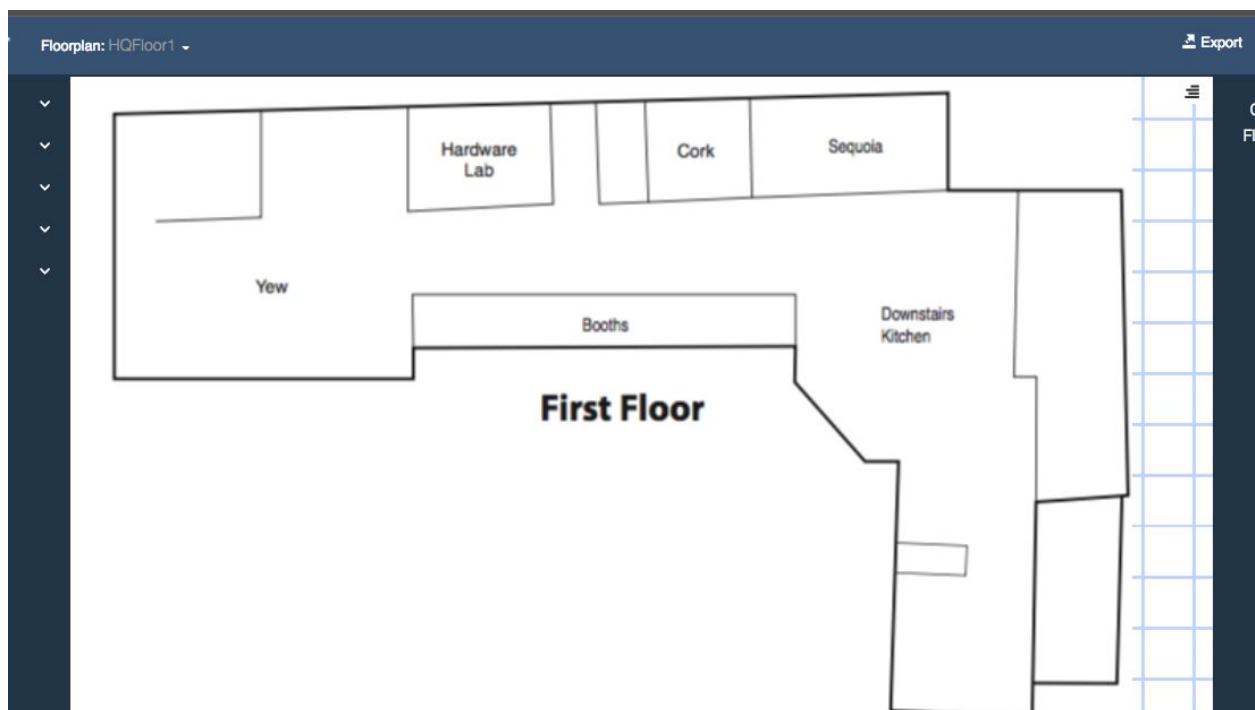 Floorplan: HQFloor1
Export
Hardware
Lab
Cork
Sequoia
Yew
Booths
Downstairs
Kitchen
First Floor